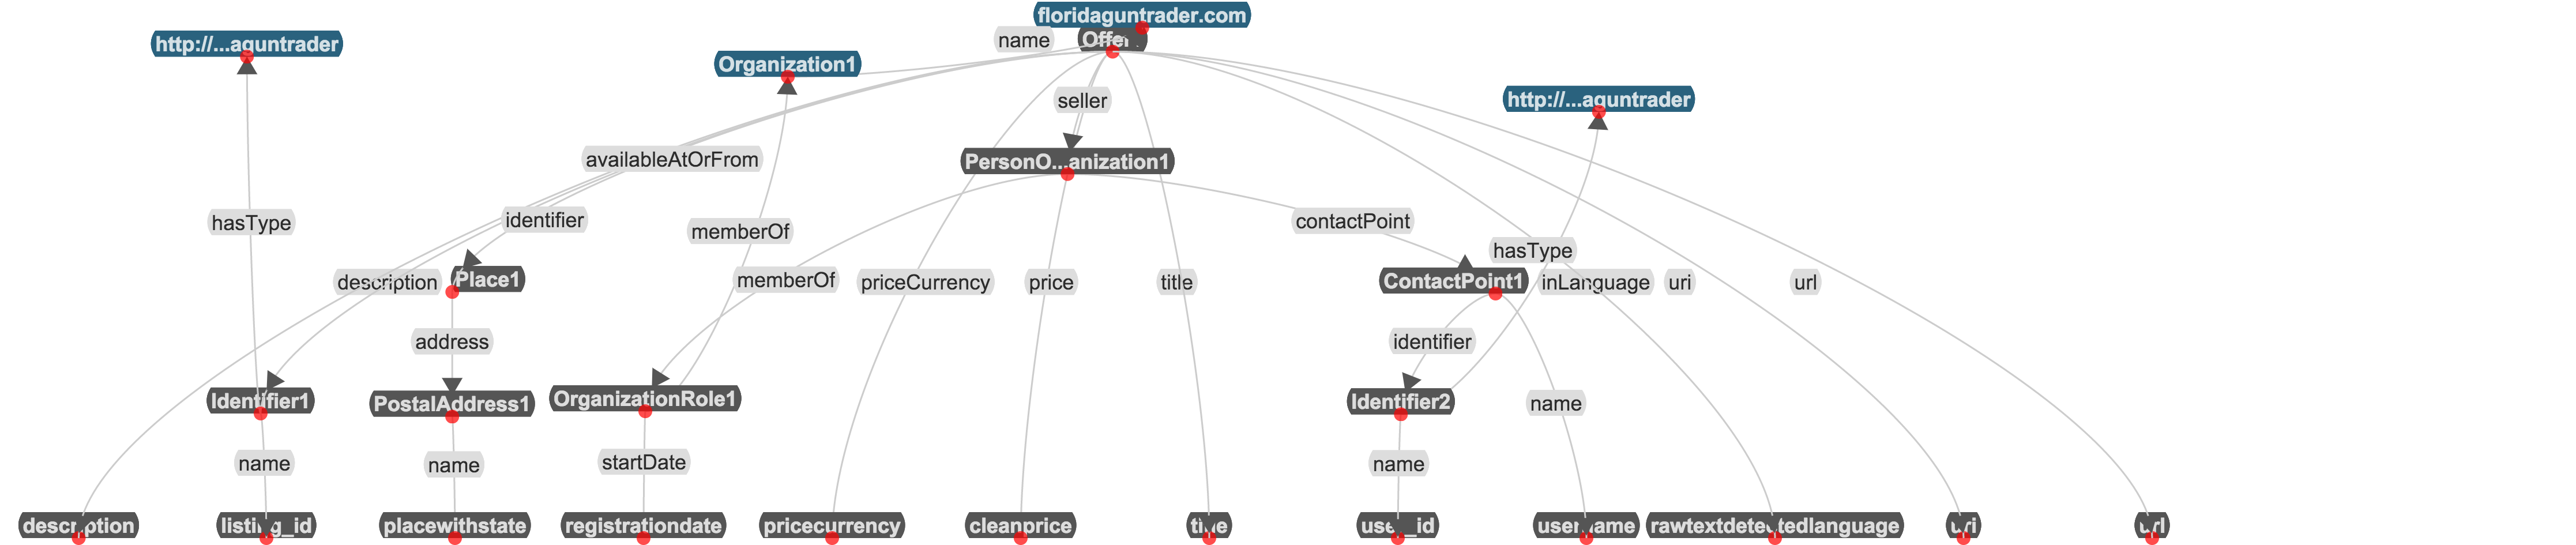 floridaguntrader.com
http://...aguntrader
name
Offer
Organization1
seller
http://...aguntrader
availableAtOrFrom
PersonO...anization1
hasType
identifier
memberOf
contactPoint
hasType
description
Place1
memberOf
priceCurrency
price
title
ContactPoint1
inLanguage
uri
url
address
identifier
Identifier1
PostalAddress1
OrganizationRole1
Identifier2
name
name
name
startDate
name
description
listing_id
placewithstate
registrationdate
pricecurrency
cleanprice
title
user_id
username
rawtextdetectedlanguage
uri
url